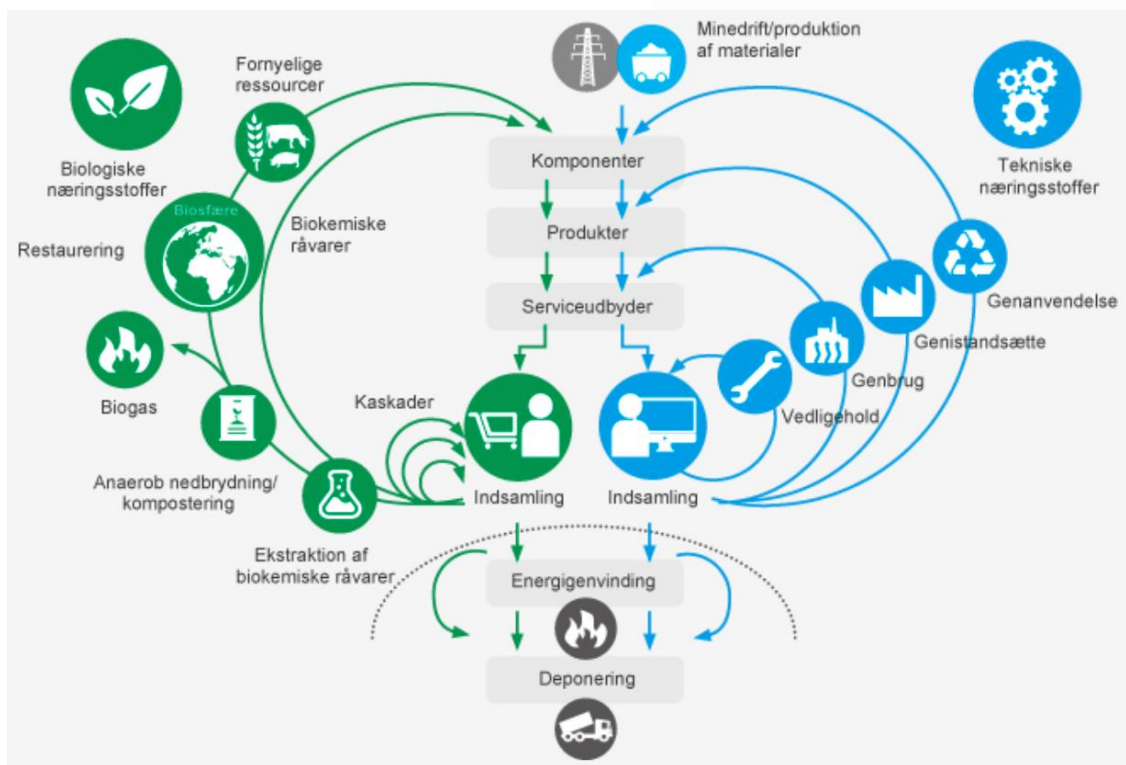 Minedrift/produktion
af materialer
Fornyelige
ressourcer
Biologiske
næringsstoffer
Tekniske
næringsstoffer
Komponenter
Biosfære
Restaurering
Biokemiske
råvarer
Produkter
Serviceudbyder
Genanvendelse
Genistandsætte
Genbrug
Vedligehold
Biogas
Kaskader
Anaerob nedbrydning/
kompostering
Indsamling
Indsamling
Ekstraktion af
biokemiske råvarer
Energigenvinding
Deponering